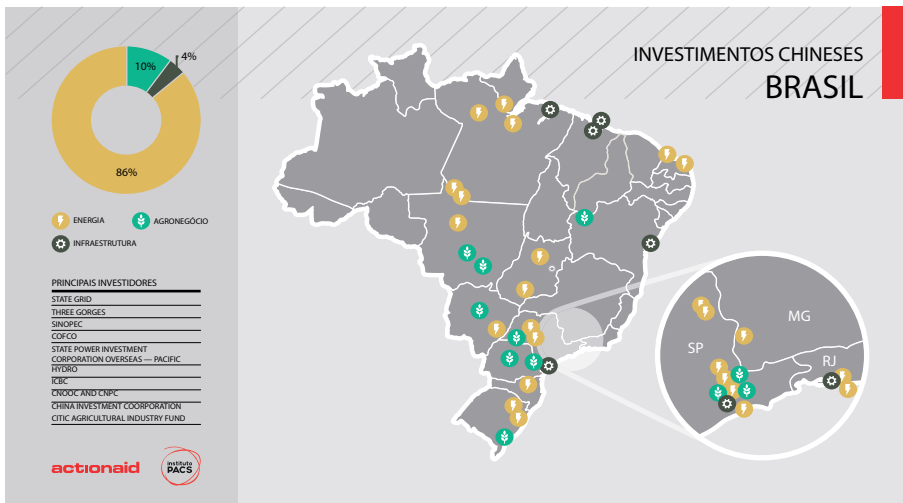 INVESTIMENTOS CHINESES
BRASIL
10%
4%
86%
ENERGIA
AGRONEGÓCIO
INFRAESTRUTURA
PRINCIPAIS INVESTIDORES
STATE GRID
THREE GORGES
SINOPEC
COFCO
STATE POWER INVESTMENT
CORPORATION OVERSEAS — PACIFIC
HYDRO
ICBC
CNOOC AND CNPC
CHINA INVESTMENT COORPORATION
CITIC AGRICULTURAL INDUSTRY FUND
actionaid
instituto
PACS
MG
SP
RJ